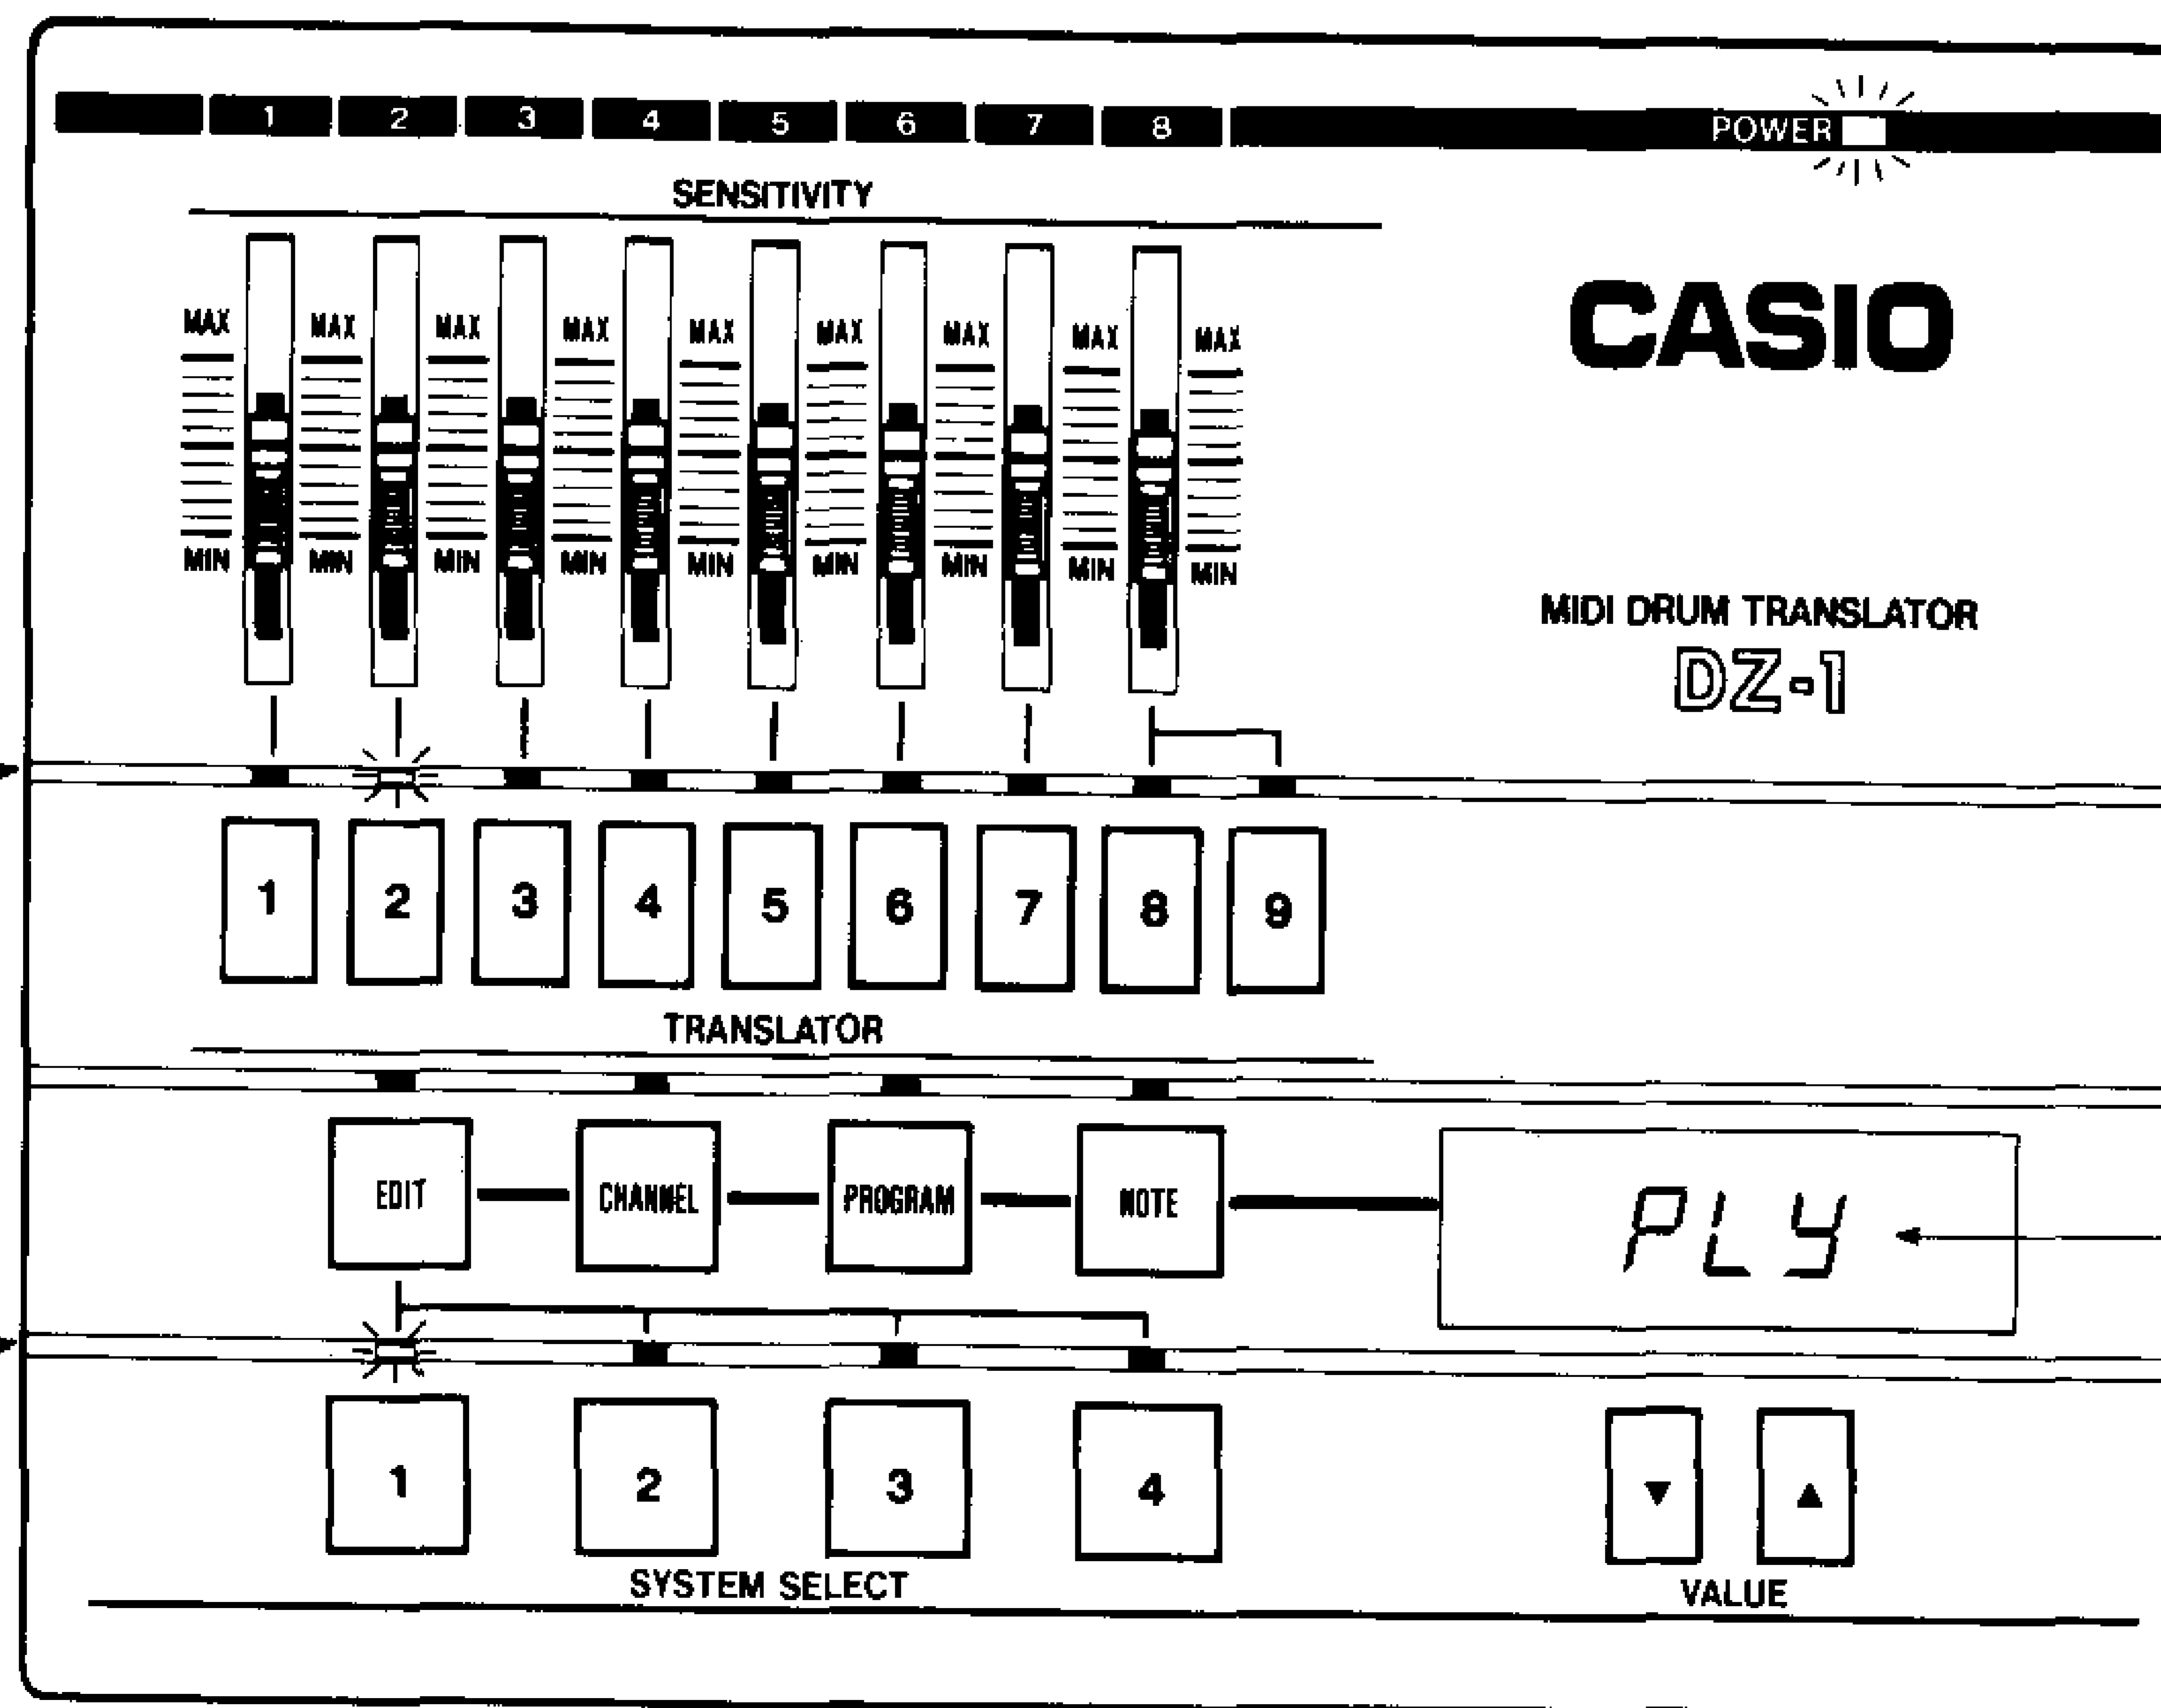 1 2 3 4 5 6 7 8 POWER
SENSITIVITY
MAX MAX MAX MAX MAX MAX MAX MAX MAX
CASIO
MIN MIN MIN MIN MIN MIN MIN MIN MIN
MIDI DRUM TRANSLATOR
DZ-1
1 2 3 4 5 6 7 8 9
TRANSLATOR
EDIT CHANNEL PROGRAM NOTE PLY
1 2 3 4 ▼ ▲
SYSTEM SELECT VALUE